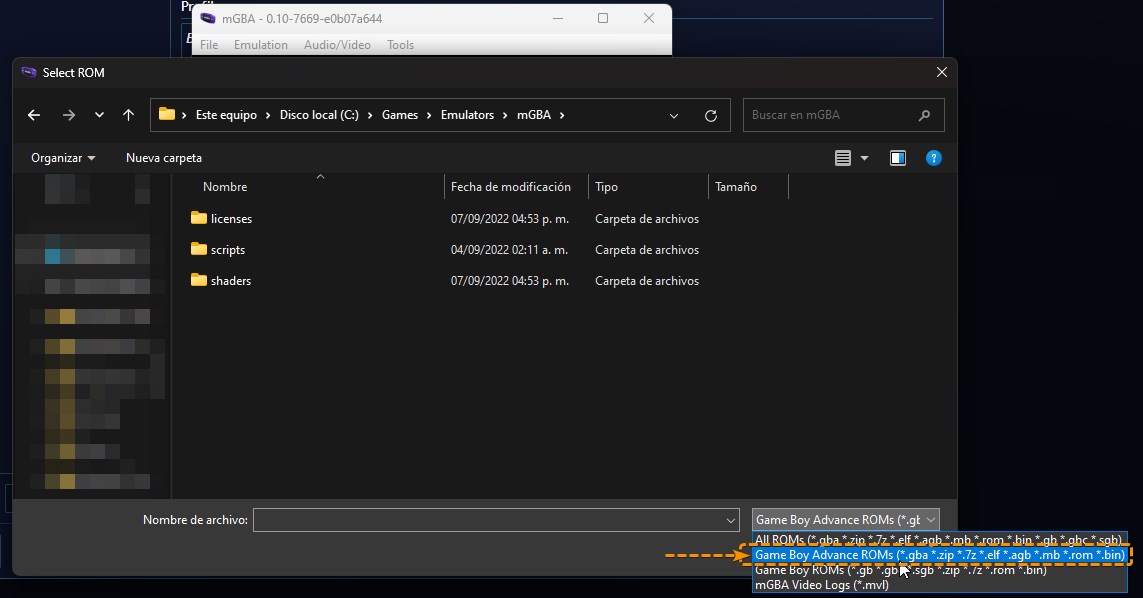 mGBA - 0.10-7669-e0b07a644
File Emulation Audio/Video Tools
Select ROM
Este equipo Disco local (C:) Games Emulators mGBA
Buscar en mGBA
Organizar Nueva carpeta
Nombre Fecha de modificación Tipo Tamaño
licenses 07/09/2022 04:53 p. m. Carpeta de archivos
scripts 04/09/2022 02:11 a. m. Carpeta de archivos
shaders 07/09/2022 04:53 p. m. Carpeta de archivos
Nombre de archivo:
Game Boy Advance ROMs (*.gb
All ROMs (*.gba *.zip *.7z *.elf *.agb *.mb *.rom *.bin *.gb *.gbc *.sgb)
Game Boy Advance ROMs (*.gba *.zip *.7z *.elf *.agb *.mb *.rom *.bin)
Game Boy ROMs (*.gb *.gb *.sgb *.zip *.7z *.rom *.bin)
mGBA Video Logs (*.mvl)